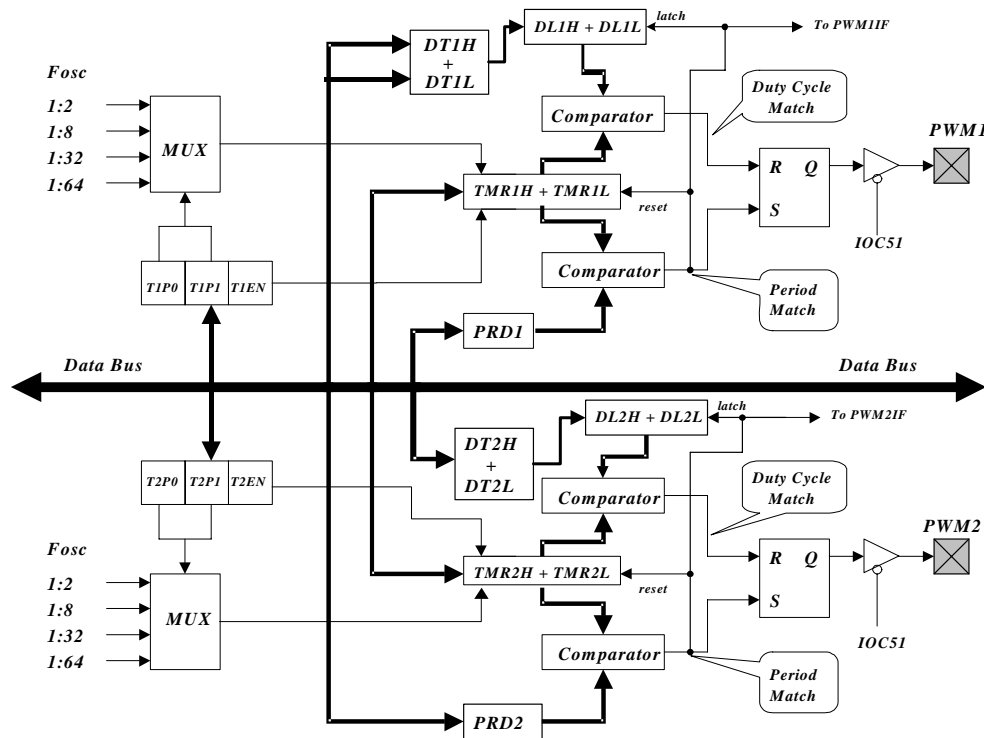 DL1H + DL1L
latch
To PWM1IF
DT1H
+
DT1L
Fosc
1:2
1:8
1:32
1:64
MUX
Comparator
Duty Cycle
Match
PWM1
R Q
S
TMR1H + TMR1L
reset
IOC51
T1P0 T1P1 T1EN
Comparator
Period
Match
PRD1
Data Bus
Data Bus
DL2H + DL2L
latch
To PWM2IF
DT2H
+
DT2L
T2P0 T2P1 T2EN
Comparator
Duty Cycle
Match
PWM2
Fosc
1:2
1:8
1:32
1:64
MUX
R Q
S
TMR2H + TMR2L
reset
IOC51
Comparator
Period
Match
PRD2